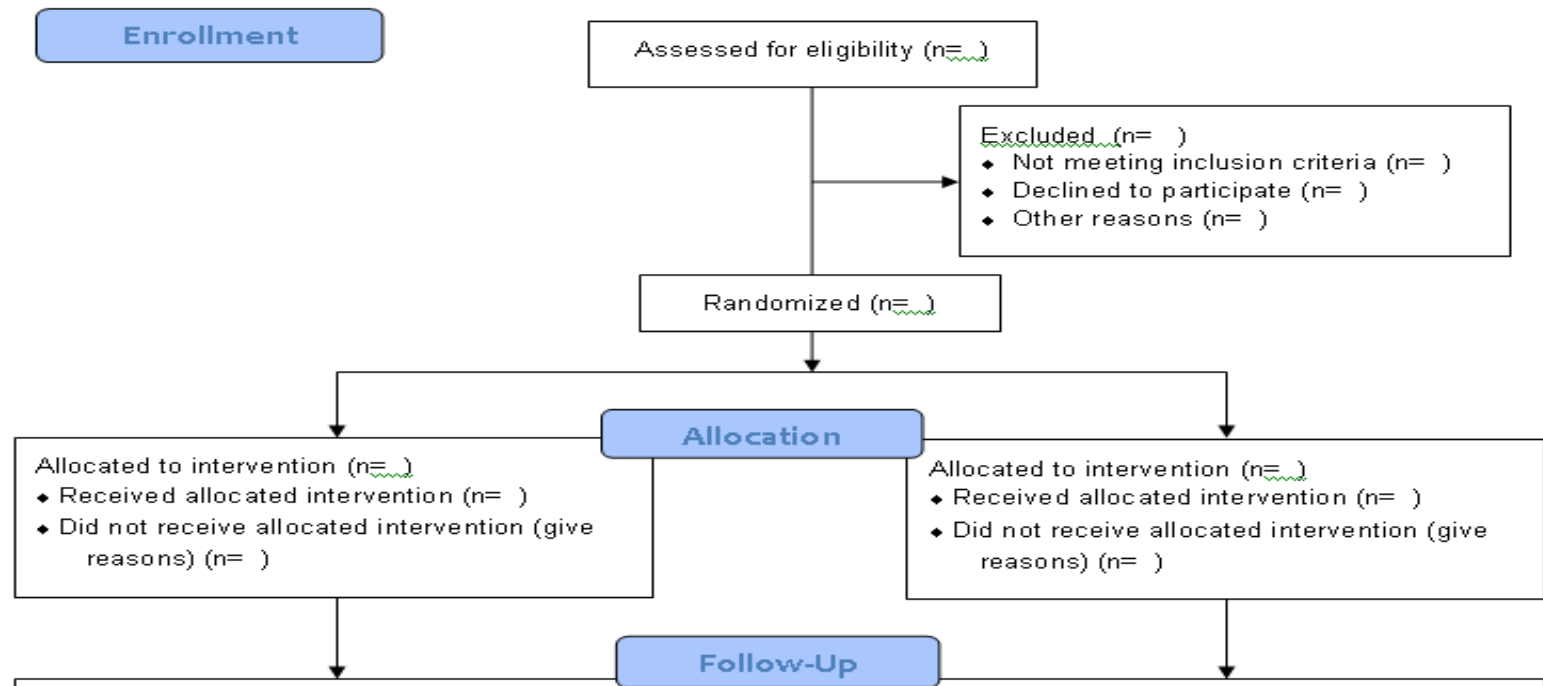 Enrollment
Assessed for eligibility (n=  )
Excluded  (n=  )
♦ Not meeting inclusion criteria (n=  )
♦ Declined to participate (n=  )
♦ Other reasons (n=  )
Randomized (n=  )
Allocation
Allocated to intervention (n=  )
♦ Received allocated intervention (n=  )
♦ Did not receive allocated intervention (give
reasons) (n=  )
Allocated to intervention (n=  )
♦ Received allocated intervention (n=  )
♦ Did not receive allocated intervention (give
reasons) (n=  )
Follow-Up